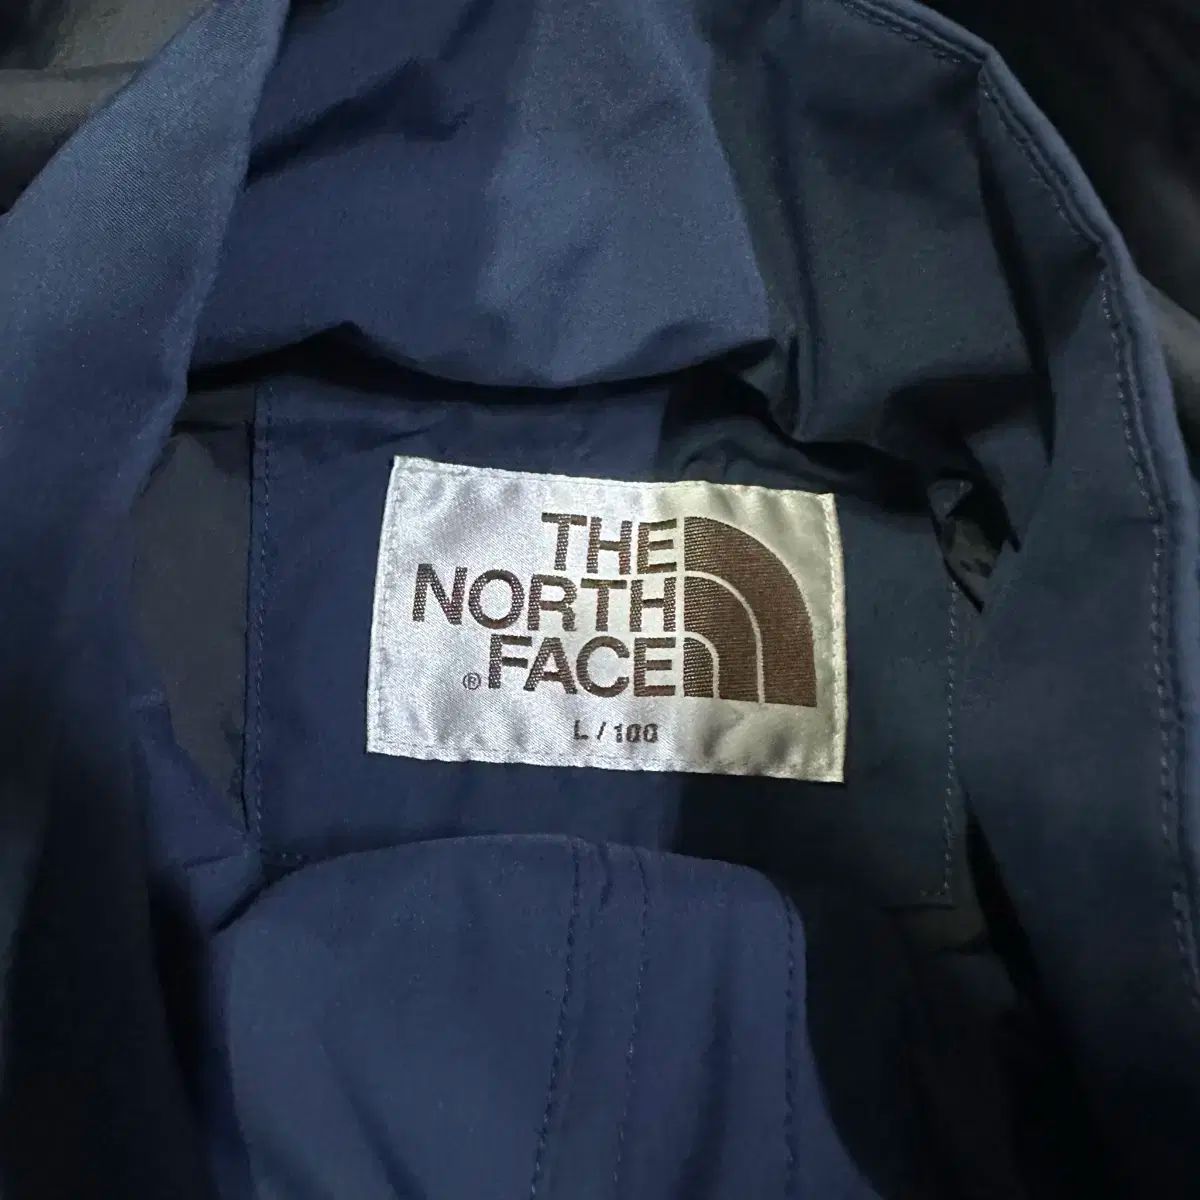 THE
NORTH
® FACE
L / 100